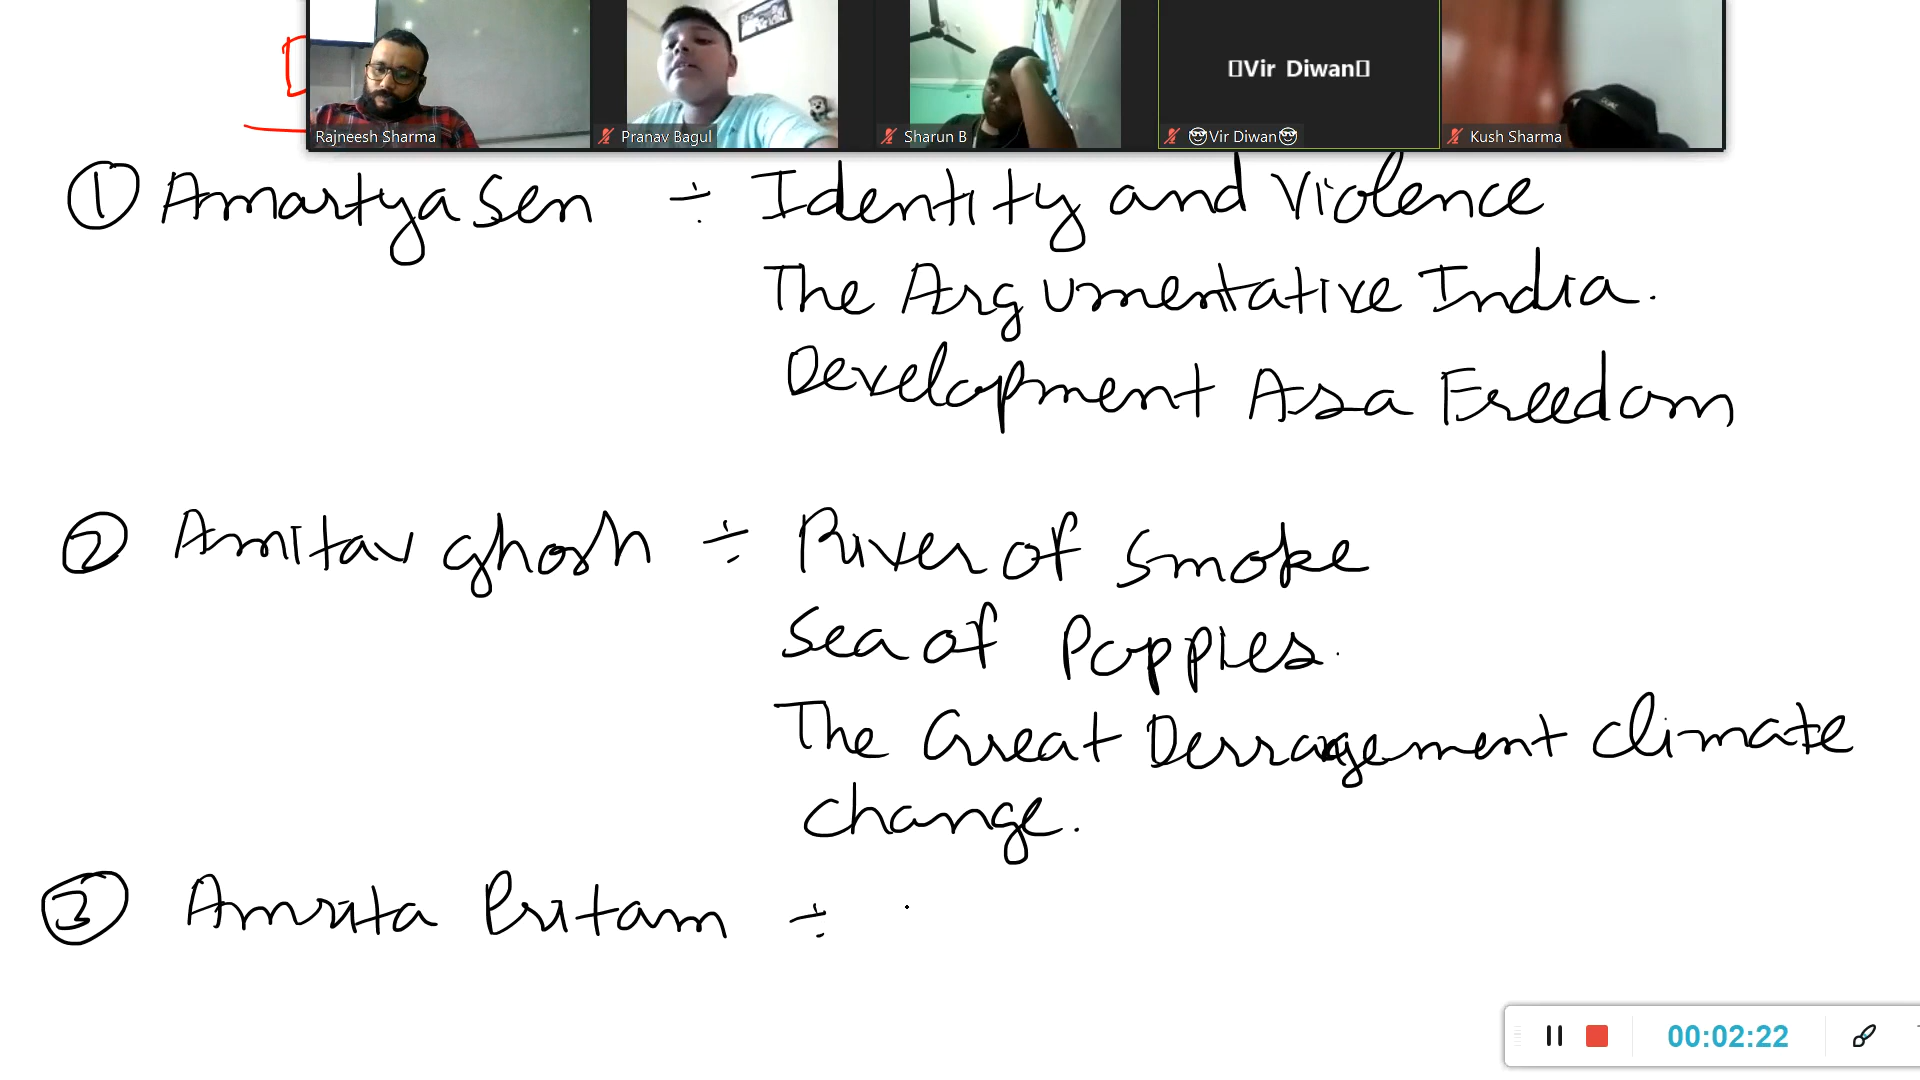 ▯Vir Diwan▯
Rajneesh Sharma
Pranav Bagul
Sharun B
😎Vir Diwan😎
Kush Sharma
① Amartya Sen ÷ Identity and Violence
The Argumentative India.
Development As a Freedom
② Amitav ghosh ÷ River of Smoke
Sea of Poppies.
The Great Derragement climate
change.
③ Amrita Pritam ÷
00:02:22